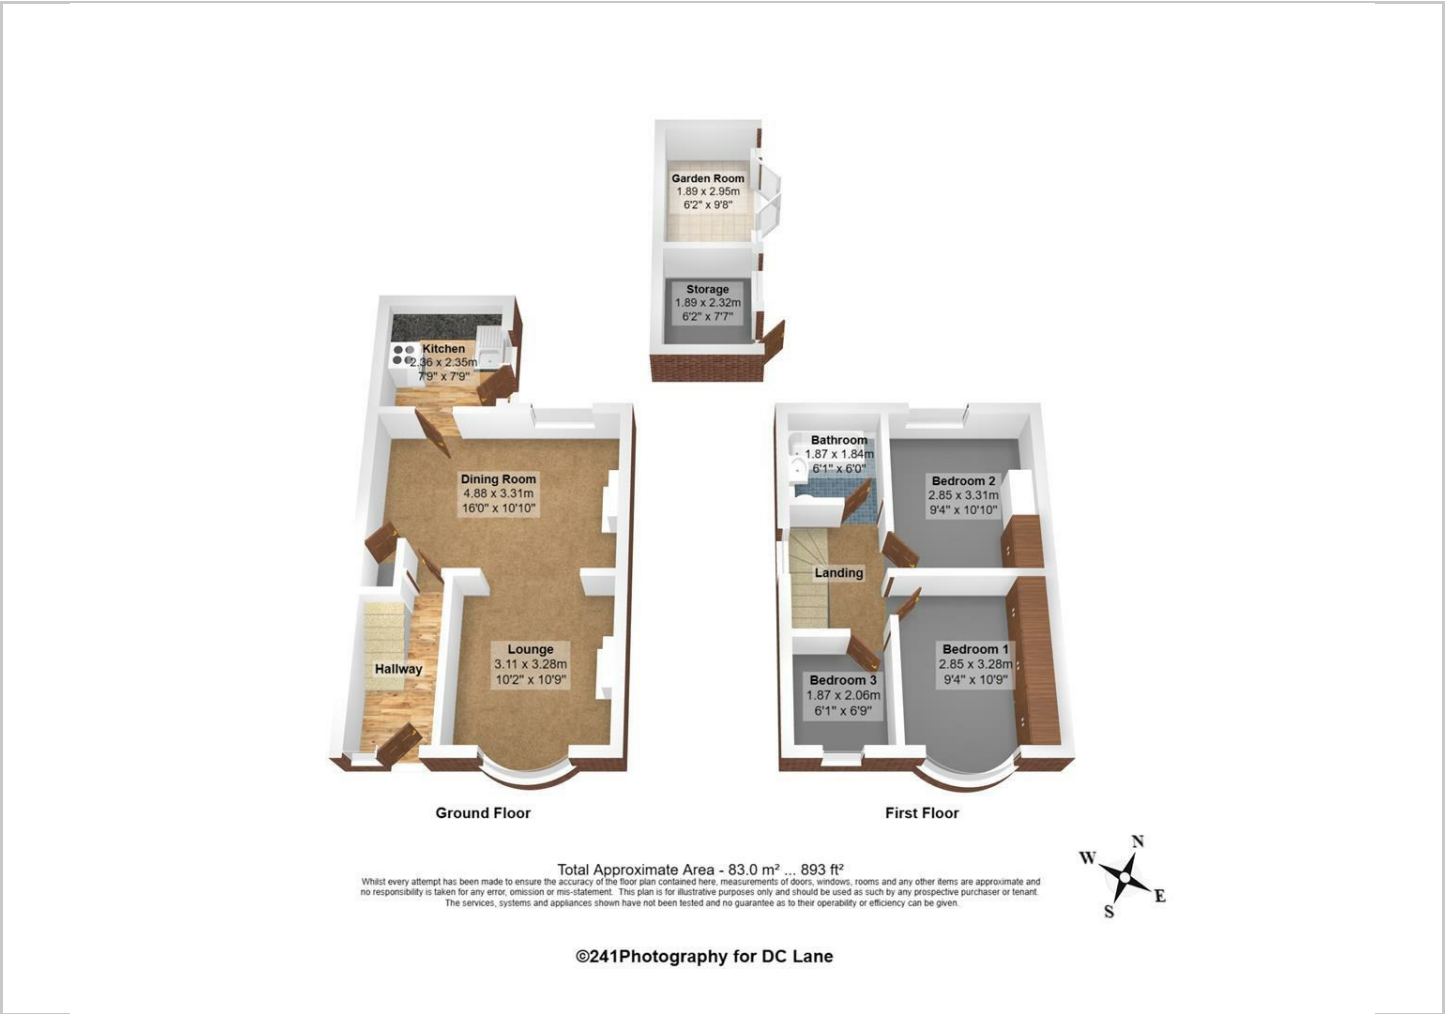 Garden Room
1.89 x 2.95m
6'2" x 9'8"
Storage
1.89 x 2.32m
6'2" x 7'7"
Kitchen
2.36 x 2.35m
7'9" x 7'9"
Dining Room
4.88 x 3.31m
16'0" x 10'10"
Lounge
3.11 x 3.28m
10'2" x 10'9"
Hallway
Ground Floor
Bathroom
1.87 x 1.84m
6'1" x 6'0"
Bedroom 2
2.85 x 3.31m
9'4" x 10'10"
Landing
Bedroom 1
2.85 x 3.28m
9'4" x 10'9"
Bedroom 3
1.87 x 2.06m
6'1" x 6'9"
First Floor
N
W
E
S
Total Approximate Area - 83.0 m² ... 893 ft²
Whilst every attempt has been made to ensure the accuracy of the floor plan contained here, measurements of doors, windows, rooms and any other items are approximate and
no responsibility is taken for any error, omission or mis-statement. This plan is for illustrative purposes only and should be used as such by any prospective purchaser or tenant.
The services, systems and appliances shown have not been tested and no guarantee as to their operability or efficiency can be given.
©241Photography for DC Lane